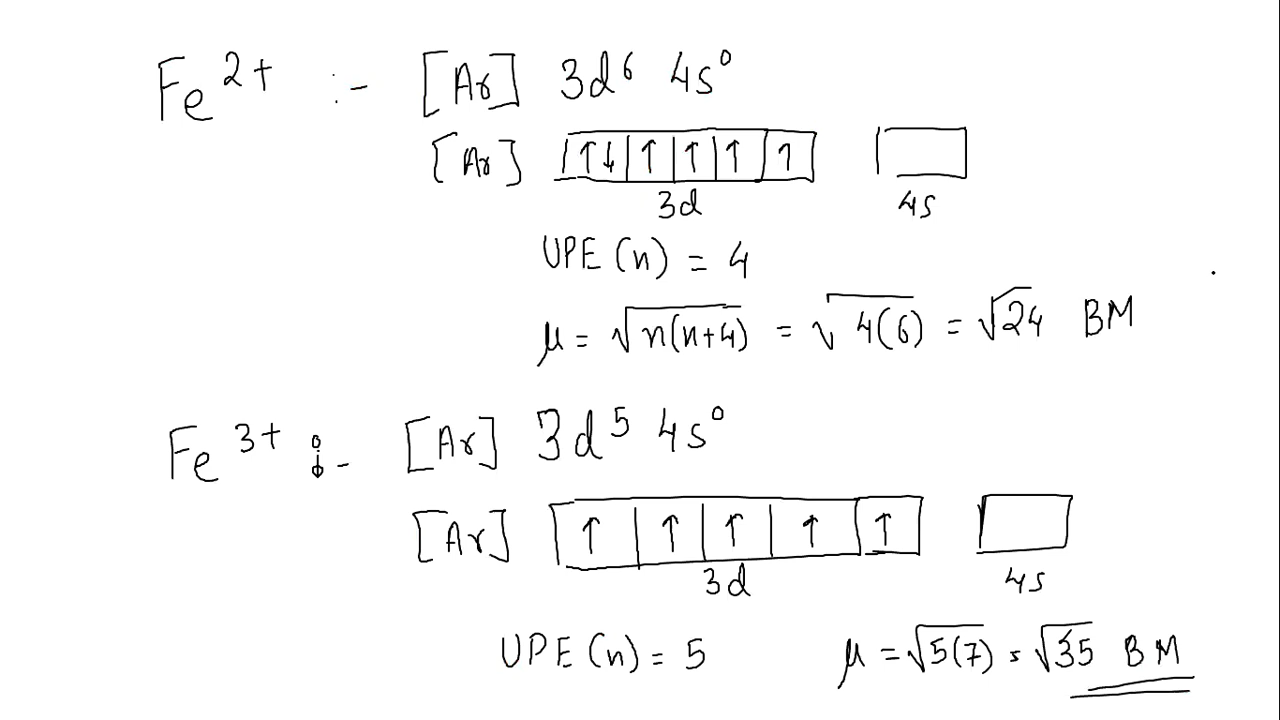 Fe²⁺ :- [Ar] 3d⁶ 4s⁰
[Ar] ↑↓ ↑ ↑ ↑ ↑
3d 4s
UPE (n) = 4
μ = √n(n+4) = √4(6) = √24 BM
Fe³⁺ :- [Ar] 3d⁵ 4s⁰
[Ar] ↑ ↑ ↑ ↑ ↑
3d 4s
UPE (n) = 5 μ = √5(7) = √35 BM